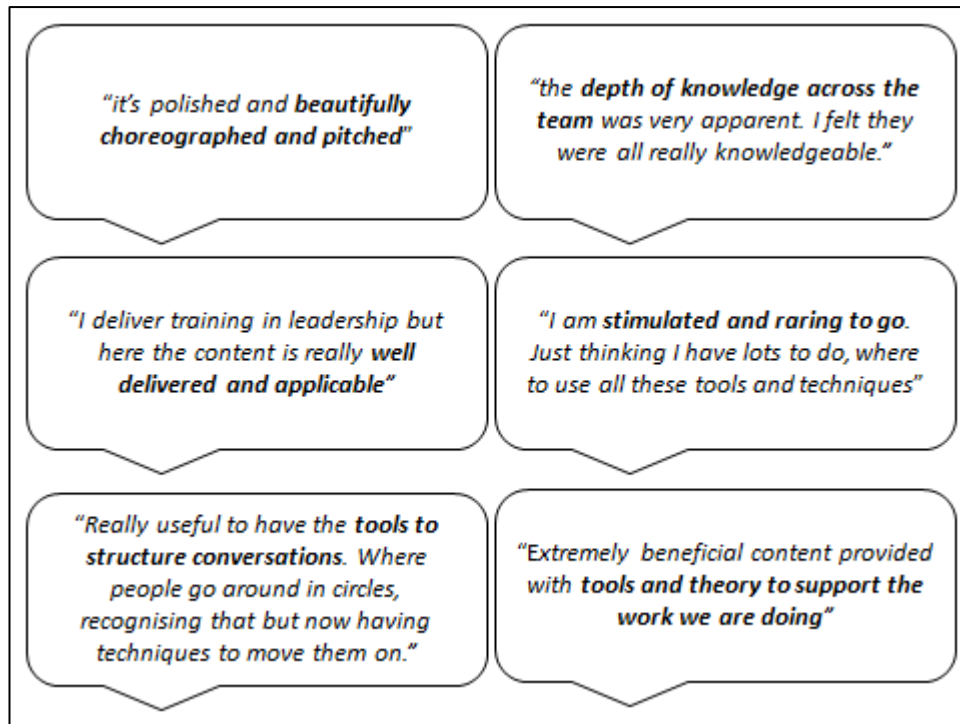 “it’s polished and beautifully
choreographed and pitched”
“the depth of knowledge across the
team was very apparent. I felt they
were all really knowledgeable.”
“I deliver training in leadership but
here the content is really well
delivered and applicable”
“I am stimulated and raring to go.
Just thinking I have lots to do, where
to use all these tools and techniques”
“Really useful to have the tools to
structure conversations. Where
people go around in circles,
recognising that but now having
techniques to move them on.”
“Extremely beneficial content provided
with tools and theory to support the
work we are doing”